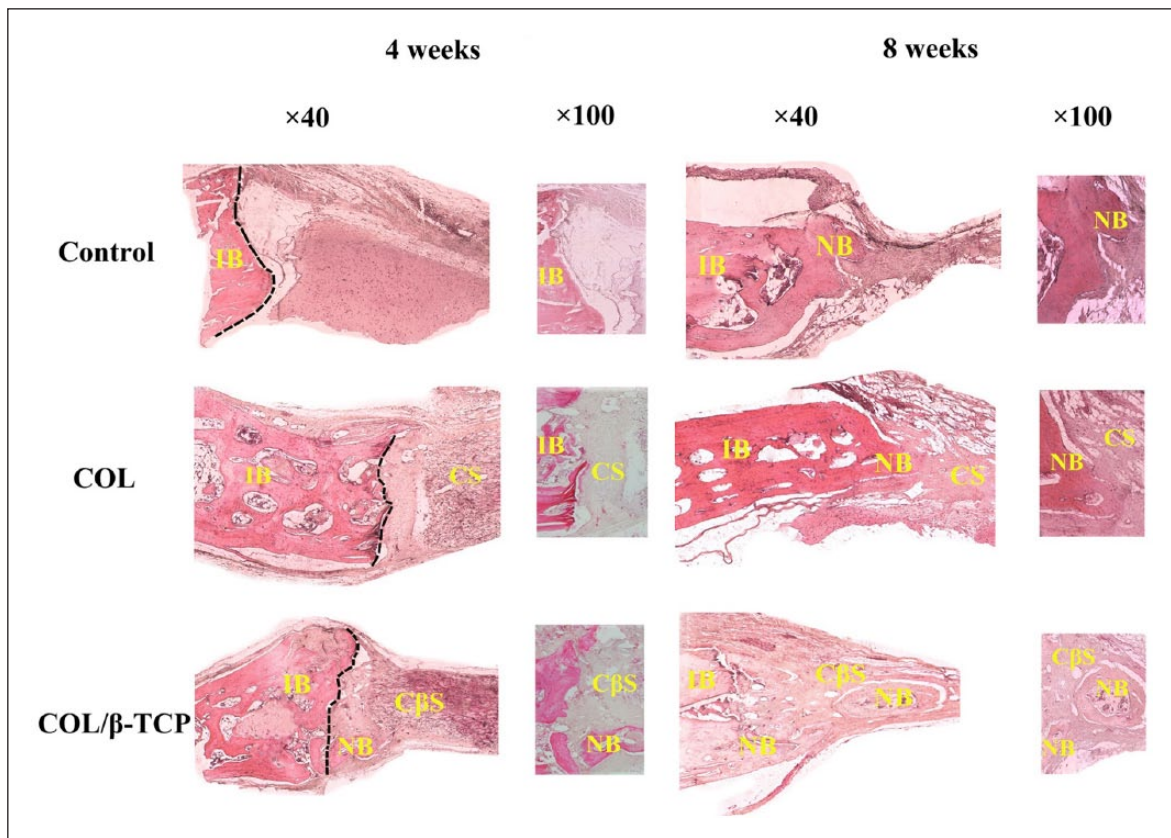 4 weeks 8 weeks
×40 ×100 ×40 ×100
Control
IB
IB
IB NB
NB
COL
IB CS
IB CS
IB NB CS
NB CS
COL/β-TCP
IB CβS NB
CβS NB
IB CβS NB NB
CβS NB NB